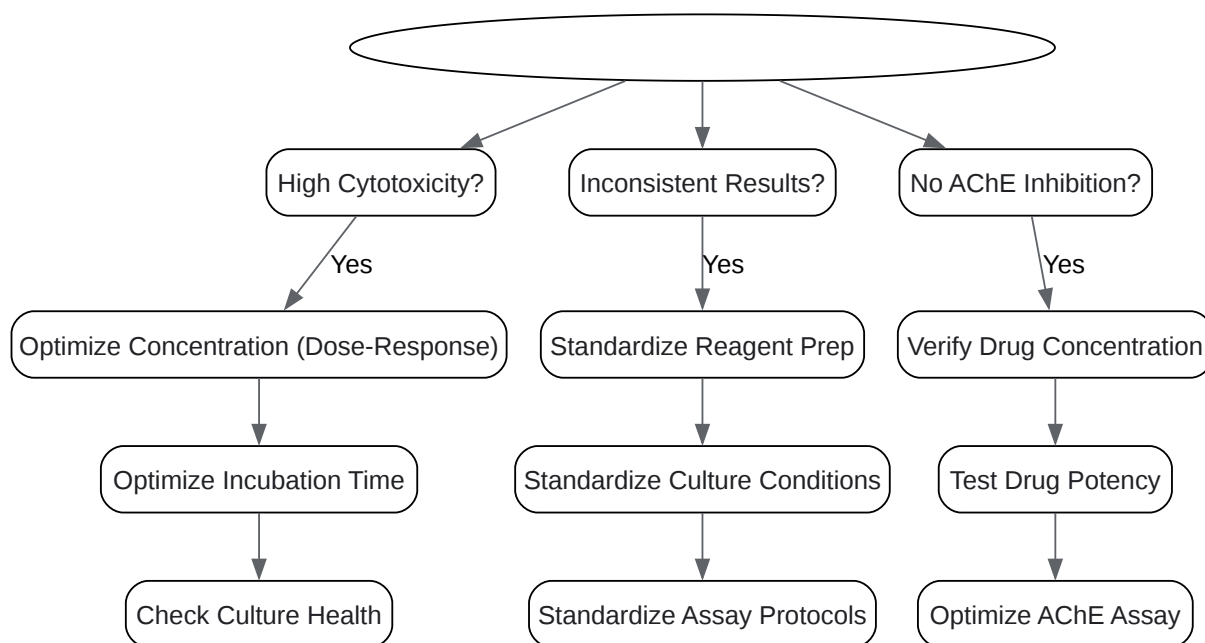 High Cytotoxicity?
Inconsistent Results?
No AChE Inhibition?
Yes
Yes
Yes
Optimize Concentration (Dose-Response)
Standardize Reagent Prep
Verify Drug Concentration
Optimize Incubation Time
Standardize Culture Conditions
Test Drug Potency
Check Culture Health
Standardize Assay Protocols
Optimize AChE Assay